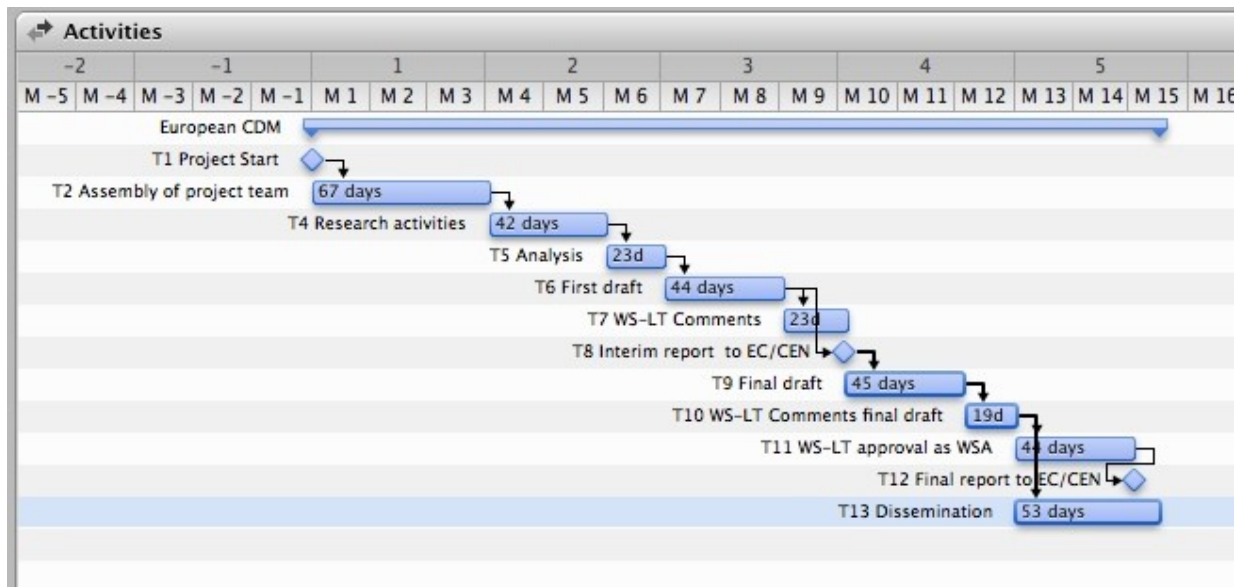 Activities
-2 -1 1 2 3 4 5
M -5 M -4 M -3 M -2 M -1 M 1 M 2 M 3 M 4 M 5 M 6 M 7 M 8 M 9 M 10 M 11 M 12 M 13 M 14 M 15 M 16
European CDM
T1 Project Start
T2 Assembly of project team 67 days
T4 Research activities 42 days
T5 Analysis 23d
T6 First draft 44 days
T7 WS-LT Comments 23d
T8 Interim report to EC/CEN
T9 Final draft 45 days
T10 WS-LT Comments final draft 19d
T11 WS-LT approval as WSA 44 days
T12 Final report to EC/CEN
T13 Dissemination 53 days